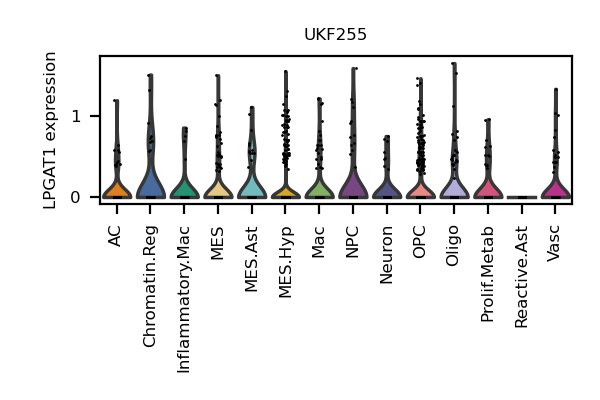 UKF255
LPGAT1 expression
1
0
AC
Chromatin.Reg
Inflammatory.Mac
MES
MES.Ast
MES.Hyp
Mac
NPC
Neuron
OPC
Oligo
Prolif.Metab
Reactive.Ast
Vasc